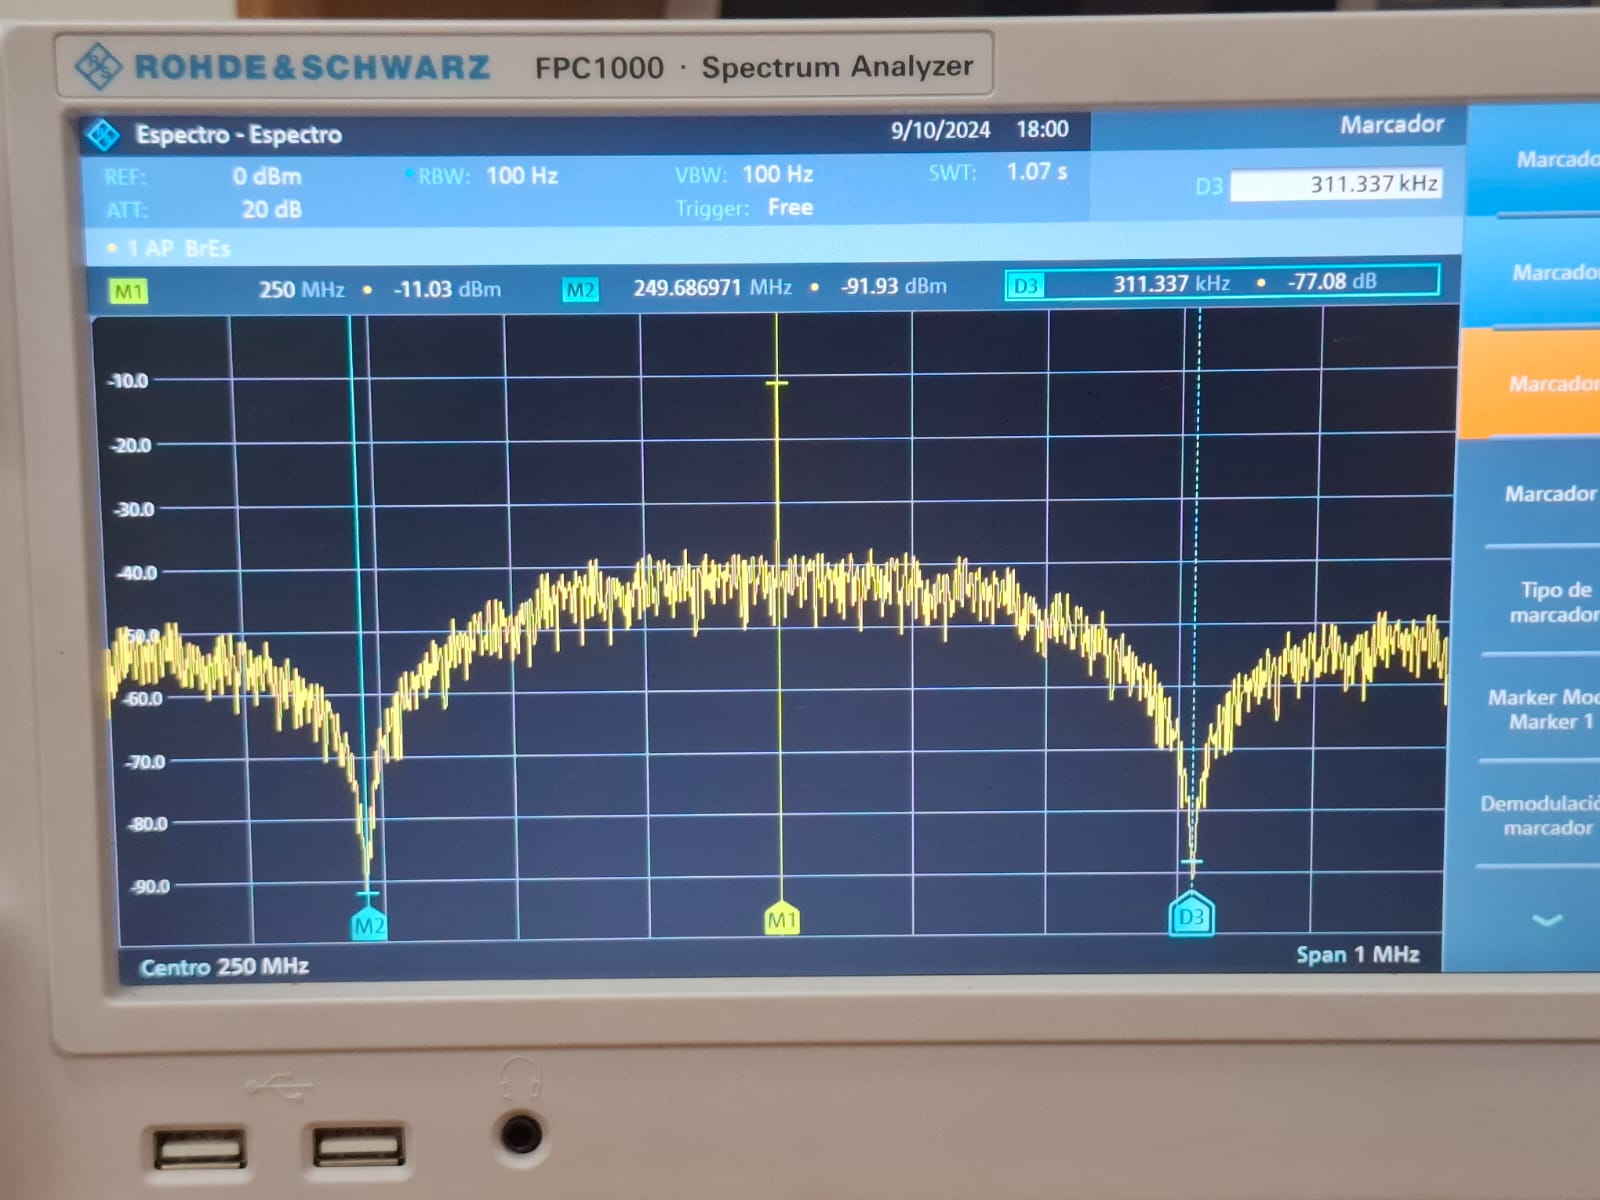 ROHDE & SCHWARZ FPC1000 · Spectrum Analyzer
Espectro - Espectro 9/10/2024 18:00 Marcador
REF: 0 dBm RBW: 100 Hz VBW: 100 Hz SWT: 1.07 s
D3 311.337 kHz
ATT: 20 dB Trigger: Free
1 AP BrEs
M1 250 MHz -11.03 dBm M2 249.686971 MHz -91.93 dBm D3 311.337 kHz -77.08 dB
-10.0
-20.0
-30.0
-40.0
-50.0
-60.0
-70.0
-80.0
-90.0
M2 M1 D3
Centro 250 MHz Span 1 MHz
Marcado
Marcado
Marcador
Marcador
Tipo de
marcador
Marker Mod
Marker 1
Demodulació
marcador